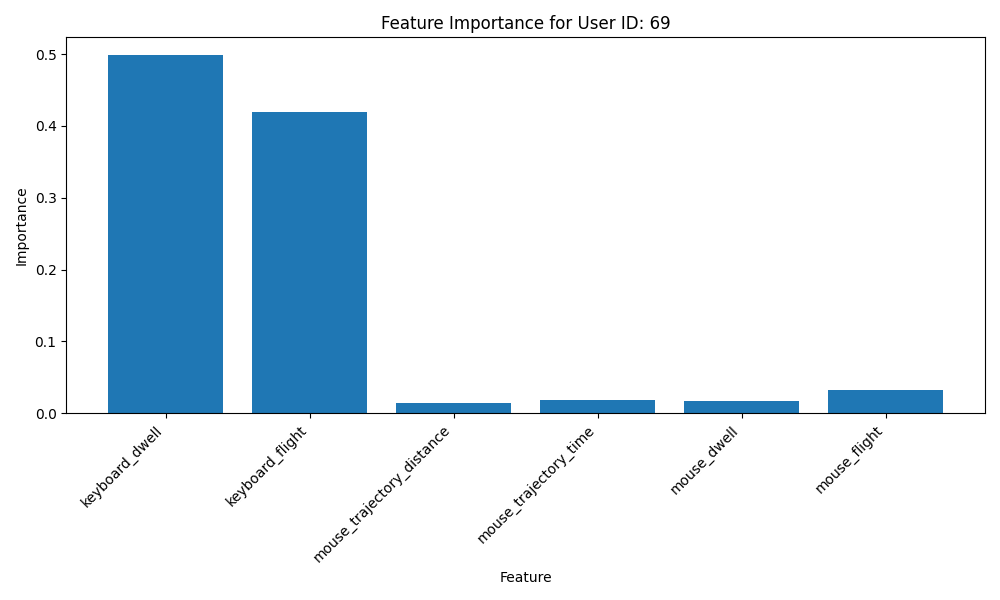 Feature Importance for User ID: 69
Importance
0.5
0.4
0.3
0.2
0.1
0.0
keyboard_dwell
keyboard_flight
mouse_trajectory_distance
mouse_trajectory_time
mouse_dwell
mouse_flight
Feature